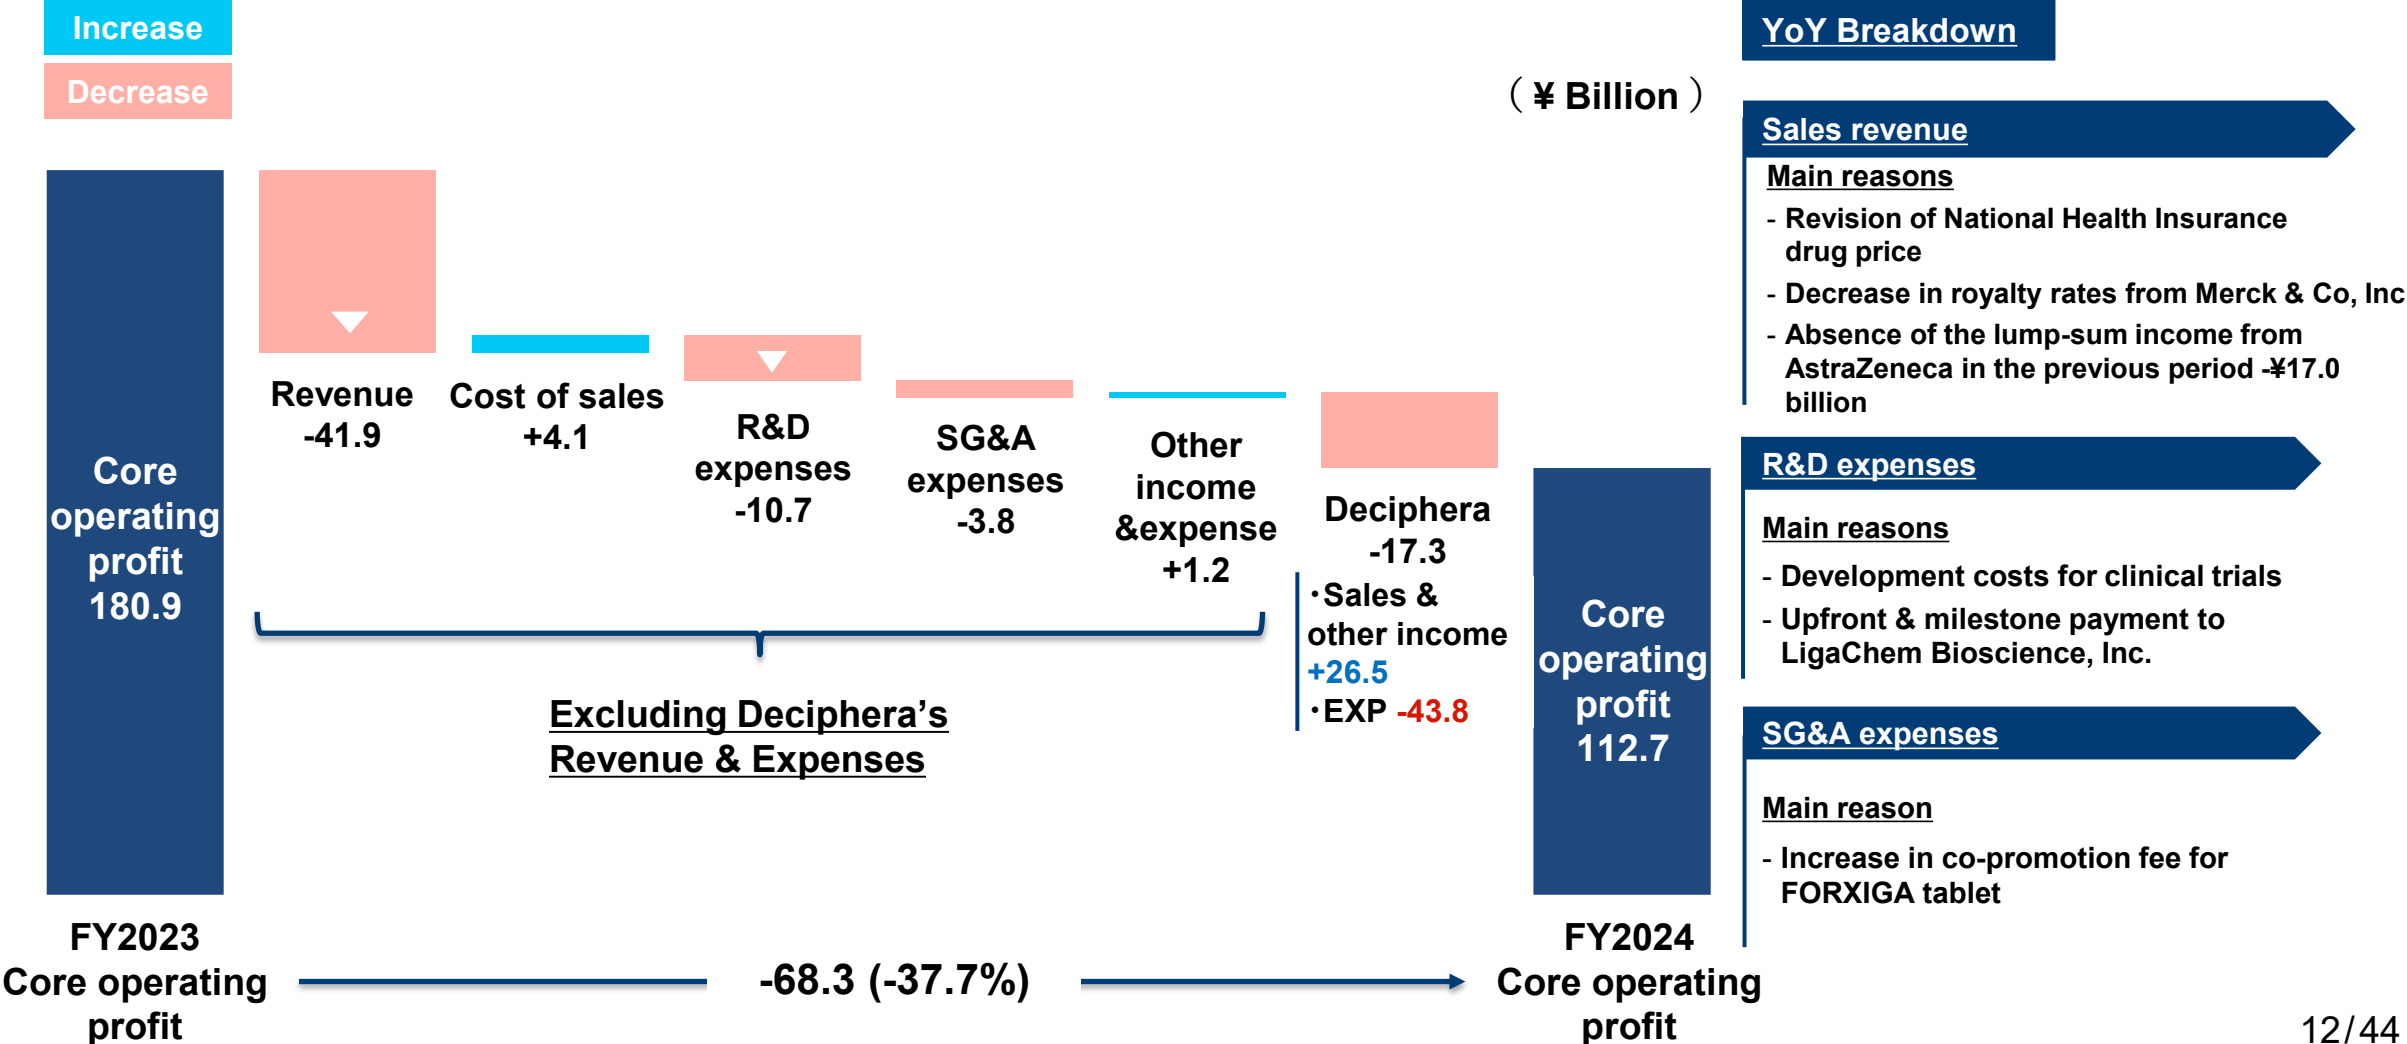 Increase
Decrease
（ ¥ Billion ）
Core
operating
profit
180.9
Revenue
-41.9
Cost of sales
+4.1
R&D
expenses
-10.7
SG&A
expenses
-3.8
Other
income
&expense
+1.2
Deciphera
-17.3
・Sales &
other income
+26.5
・EXP -43.8
Core
operating
profit
112.7
Excluding Deciphera’s
Revenue & Expenses
FY2023
Core operating
profit
-68.3 (-37.7%)
FY2024
Core operating
profit
YoY Breakdown
Sales revenue
Main reasons
- Revision of National Health Insurance
drug price
- Decrease in royalty rates from Merck & Co, Inc
- Absence of the lump-sum income from
AstraZeneca in the previous period -¥17.0
billion
R&D expenses
Main reasons
- Development costs for clinical trials
- Upfront & milestone payment to
LigaChem Bioscience, Inc.
SG&A expenses
Main reason
- Increase in co-promotion fee for
FORXIGA tablet
12/44